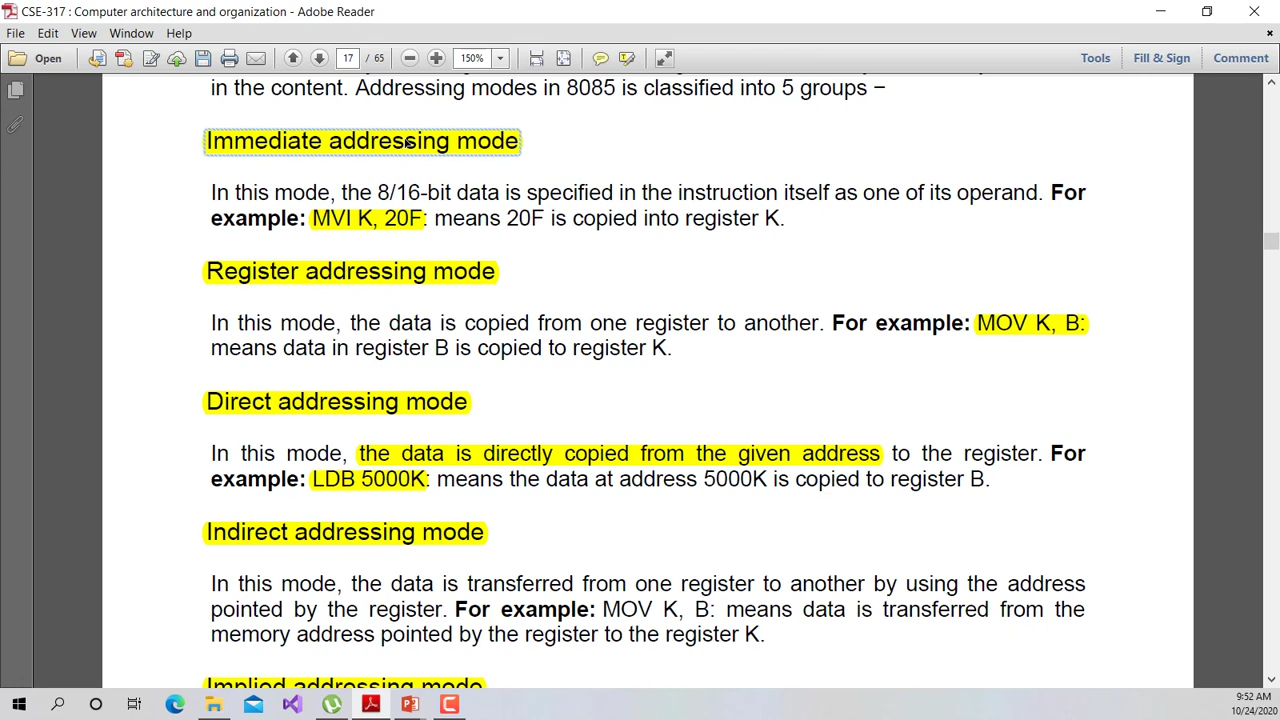 CSE-317 : Computer architecture and organization - Adobe Reader
File Edit View Window Help
Open 17 / 65 150% Tools Fill & Sign Comment
in the content. Addressing modes in 8085 is classified into 5 groups −
Immediate addressing mode
In this mode, the 8/16-bit data is specified in the instruction itself as one of its operand. For
example: MVI K, 20F: means 20F is copied into register K.
Register addressing mode
In this mode, the data is copied from one register to another. For example: MOV K, B:
means data in register B is copied to register K.
Direct addressing mode
In this mode, the data is directly copied from the given address to the register. For
example: LDB 5000K: means the data at address 5000K is copied to register B.
Indirect addressing mode
In this mode, the data is transferred from one register to another by using the address
pointed by the register. For example: MOV K, B: means data is transferred from the
memory address pointed by the register to the register K.
Implied addressing mode
9:52 AM
10/24/2020